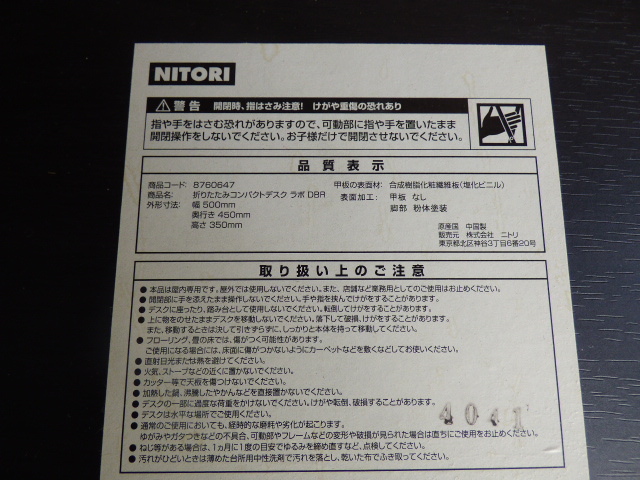 NITORI
警告 開閉時、指はさみ注意! けがや重傷の恐れあり
指や手をはさむ恐れがありますので、可動部に指や手を置いたまま
開閉操作をしないでください。お子様だけで開閉させないでください。
品質表示
商品コード: 8760647
商品名: 折りたたみコンパクトデスク ラボ DBR
外形寸法: 幅 500mm
奥行き 450mm
高さ 350mm
甲板の表面材: 合成樹脂化粧繊維板(塩化ビニル)
表面加工: 甲板 なし
脚部 粉体塗装
原産国 中国製
販売元 株式会社 ニトリ
東京都北区神谷3丁目6番20号
取り扱い上のご注意
● 本品は屋内専用です。屋外では使用しないでください。また、店舗など業務用としてのご使用はお止めください。
● 開閉部に手を添えたまま操作しないでください。手や指を挟んでけがをすることがあります。
● デスクに座ったり、踏み台として使用しないでください。転倒してけがをすることがあります。
● 上に物をのせたままデスクを移動しないでください。落下して破損、けがをすることがあります。
また、移動するときは決して引きずらずに、しっかりと本体を持って移動してください。
● フローリング、畳の床では、傷がつく可能性があります。
ご使用になる場合には、床面に傷がつかないようにカーペットなどを敷くなどしてお使いください。
● 直射日光または熱を避けてください。
● 火気、ストーブなどの近くに置かないでください。
● カッター等で天板を傷つけないでください。
● 加熱した鍋、沸騰したやかんなどを直接置かないでください。
● デスクの一部に過度な荷重をかけないでください。けがや転倒、破損することがあります。
● デスクは水平な場所でご使用ください。
● 通常のご使用においても、経時的な磨耗や劣化が起こります。
ゆがみやガタつきなどの不具合、可動部やフレームなどの変形や破損が見られた場合は直ちにご使用をお止めください。
● ねじ等がある場合は、1ヵ月に1度の目安でゆるみを締め直すなど、点検してください。
● 汚れがひどいときは薄めた台所用中性洗剤で汚れを落とし、乾いた布でふき取ってください。
4041